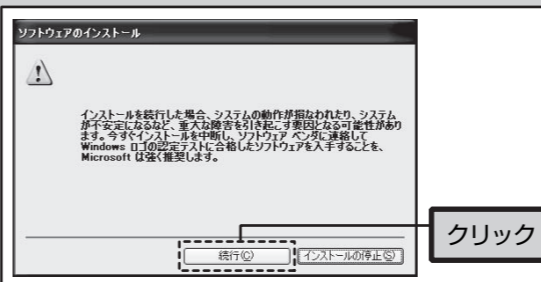 ソフトウェアのインストール
インストールを続行した場合、システムの動作が損なわれたり、システム
が不安定になるなど、重大な障害を引き起こす要因となる可能性があり
ます。今すぐインストールを中断し、ソフトウェア ベンダに連絡して
Windows ロゴの認定テストに合格したソフトウェアを入手することを、
Microsoft は強く推奨します。
続行(C)
インストールの停止(S)
クリック